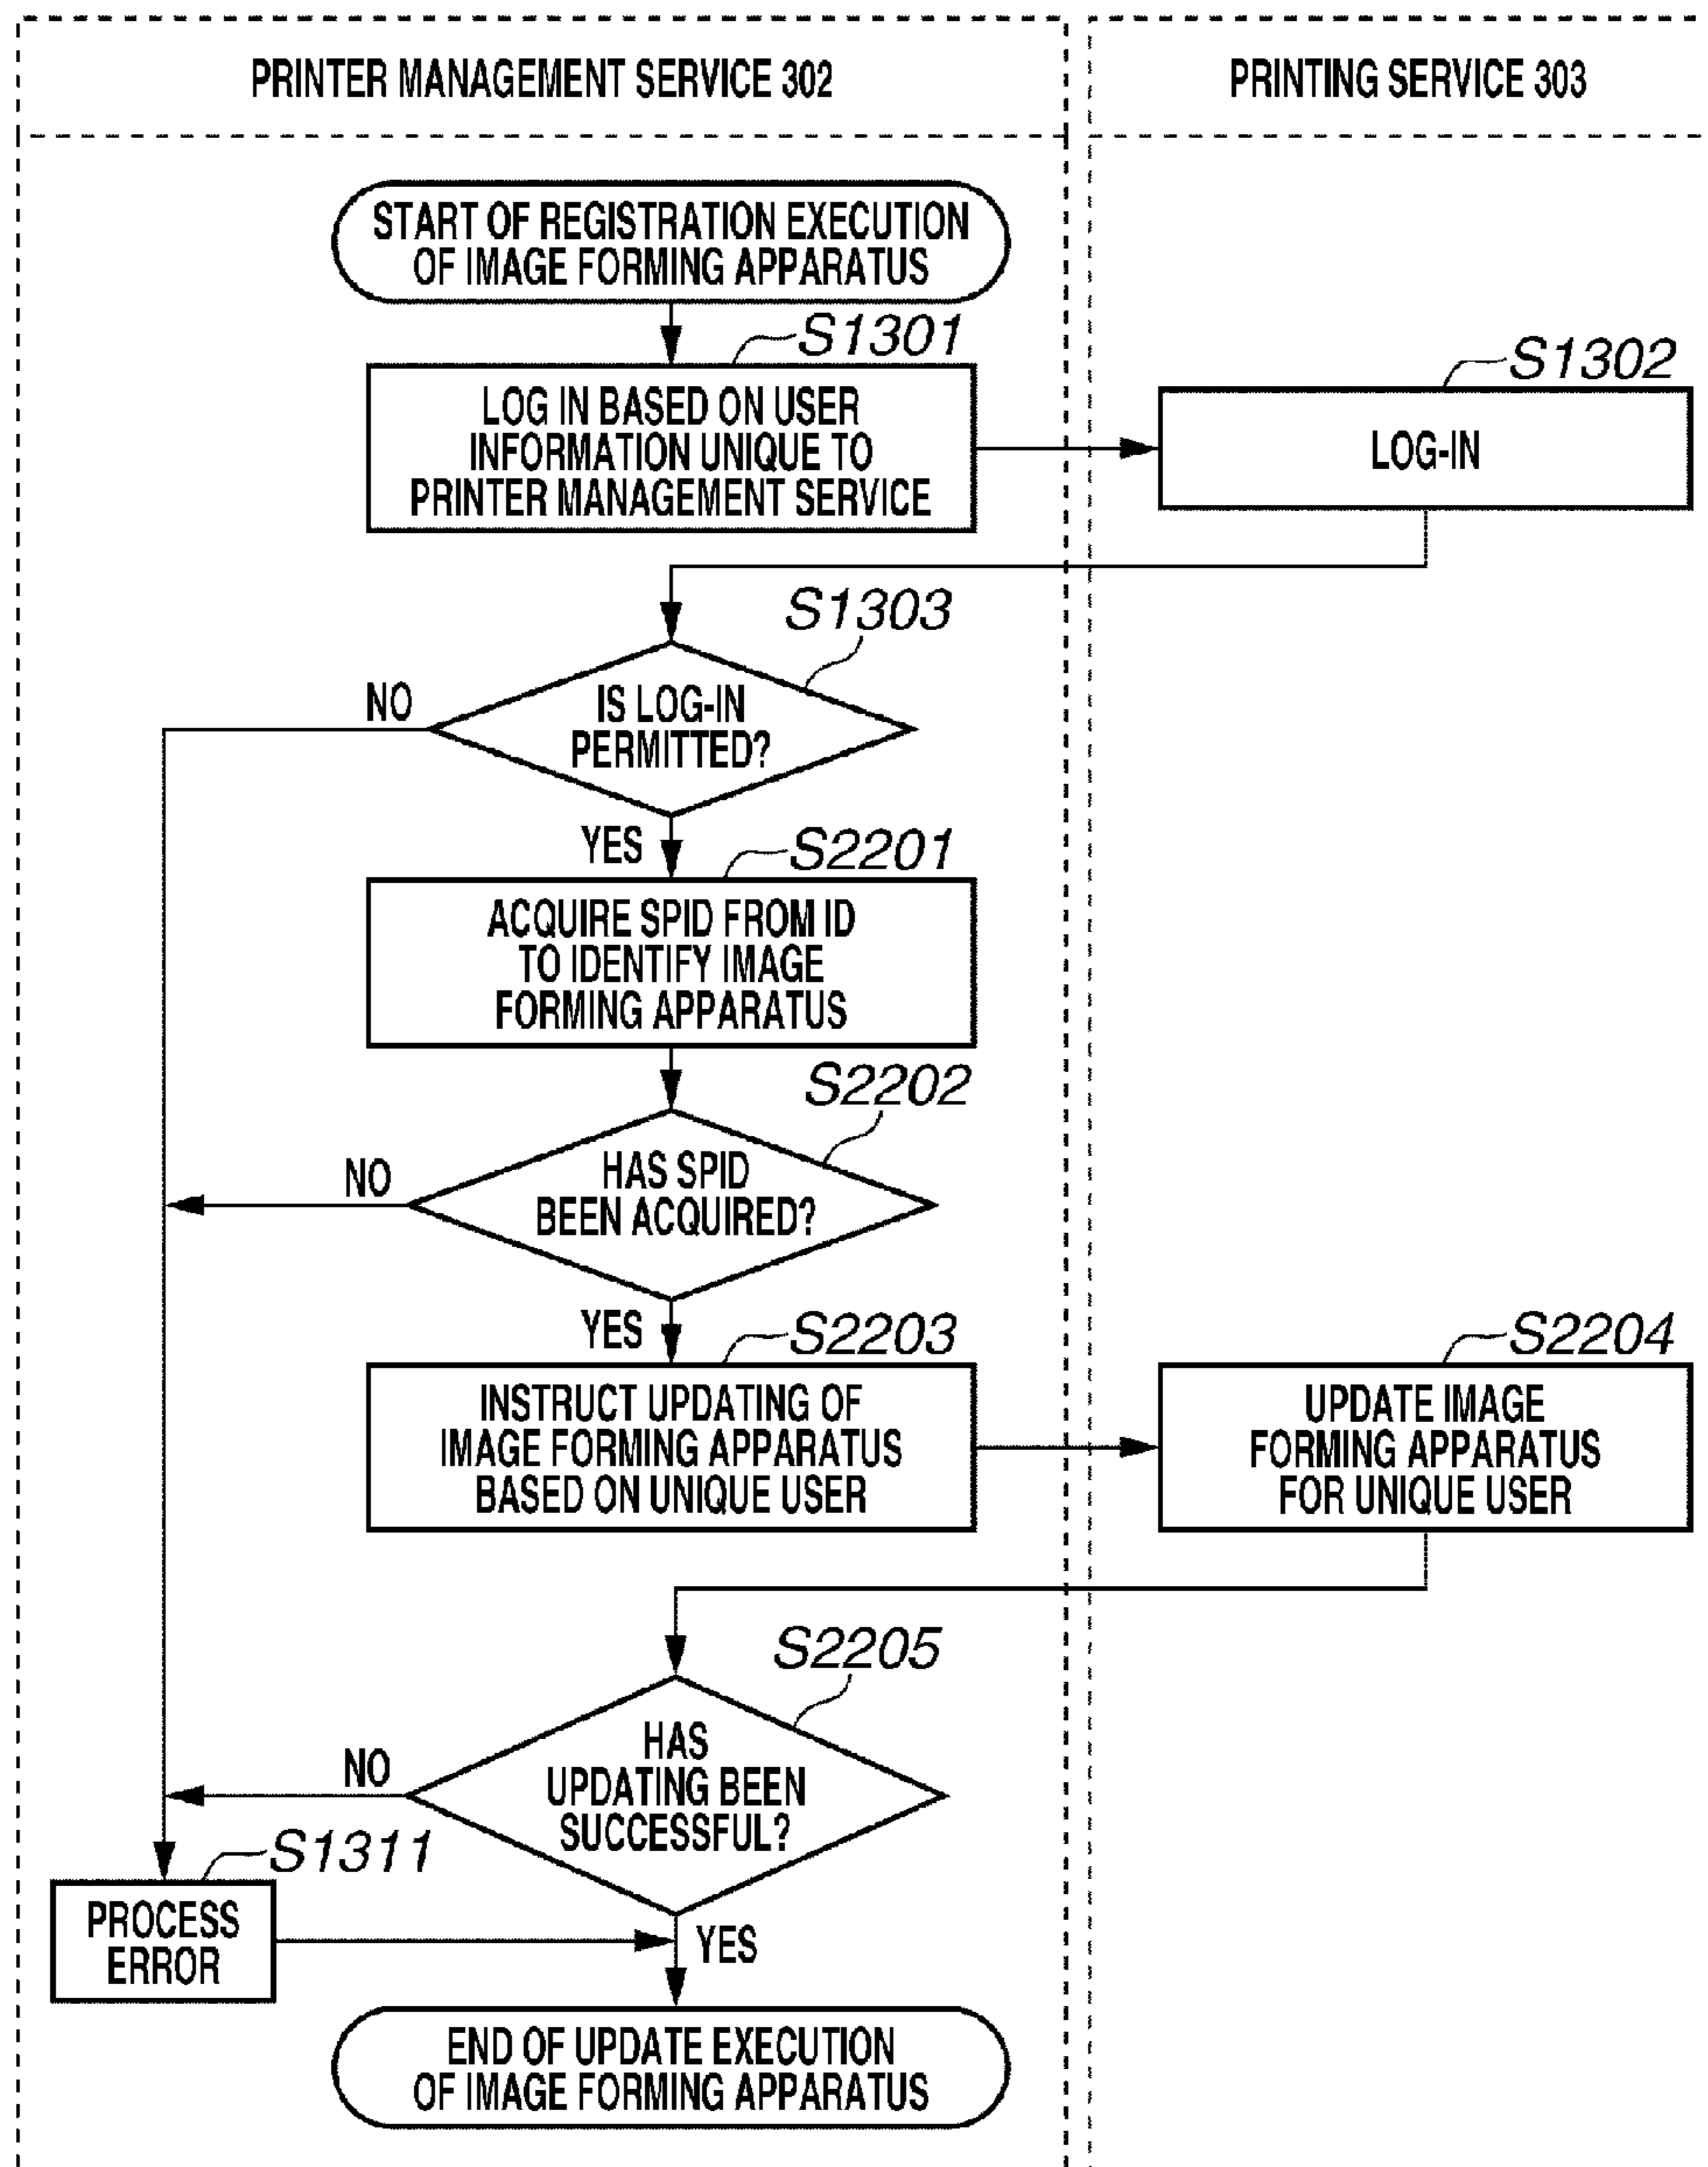 PRINTER MANAGEMENT SERVICE 302
PRINTING SERVICE 303
START OF REGISTRATION EXECUTION
OF IMAGE FORMING APPARATUS
S1301
LOG IN BASED ON USER
INFORMATION UNIQUE TO
PRINTER MANAGEMENT SERVICE
S1302
LOG-IN
S1303
IS LOG-IN
PERMITTED?
NO
YES
S2201
ACQUIRE SPID FROM ID
TO IDENTIFY IMAGE
FORMING APPARATUS
S2202
HAS SPID
BEEN ACQUIRED?
NO
YES
S2203
INSTRUCT UPDATING OF
IMAGE FORMING APPARATUS
BASED ON UNIQUE USER
S2204
UPDATE IMAGE
FORMING APPARATUS
FOR UNIQUE USER
S2205
HAS
UPDATING BEEN
SUCCESSFUL?
NO
S1311
PROCESS
ERROR
YES
END OF UPDATE EXECUTION
OF IMAGE FORMING APPARATUS